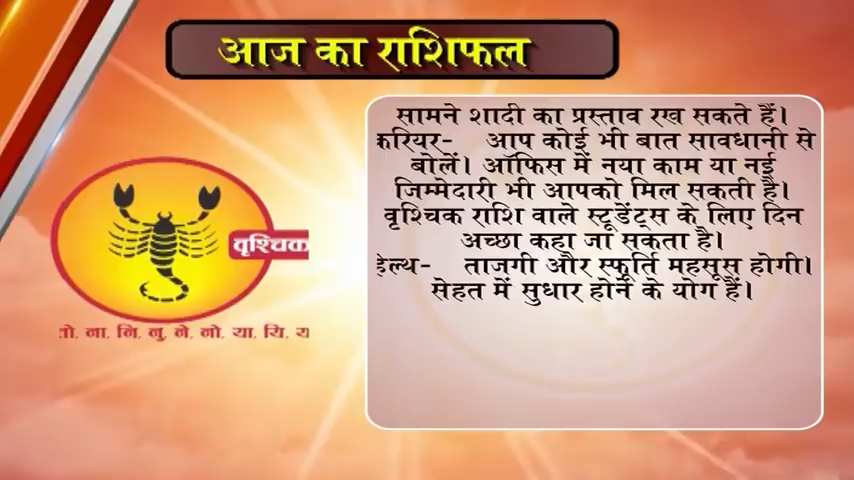 आज का राशिफल
सामने शादी का प्रस्ताव रख सकते हैं।
करियर- आप कोई भी बात सावधानी से
बोलें। ऑफिस में नया काम या नई
जिम्मेदारी भी आपको मिल सकती है।
वृश्चिक राशि वाले स्टूडेंट्स के लिए दिन
अच्छा कहा जा सकता है।
हेल्थ- ताजगी और स्फूर्ति महसूस होगी।
सेहत में सुधार होने के योग हैं।
वृश्चिक
ना, नि, नु, ने, नो, या, यि,